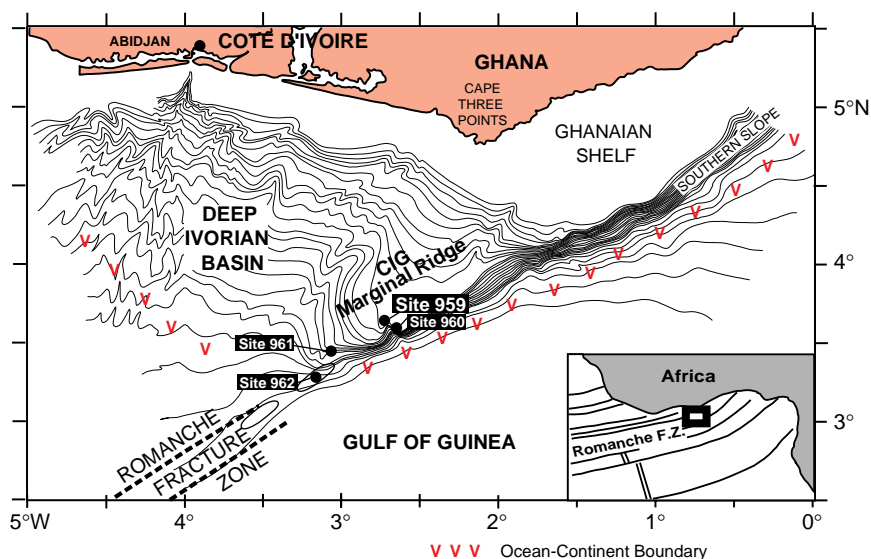 ABIDJAN
COTÉ D'IVOIRE
GHANA
CAPE
THREE
POINTS
5°N
GHANAIAN
SHELF
SOUTHERN SLOPE
DEEP
IVORIAN
BASIN
V V V V V
CIG
Marginal Ridge
4°
Site 959
Site 960
Site 961
Site 962
V V V V V V V V V V V V V V
Africa
Romanche F.Z.
ROMANCHE
FRACTURE
ZONE
GULF OF GUINEA
3°
5°W
4°
3°
2°
1°
0°
V V V Ocean-Continent Boundary